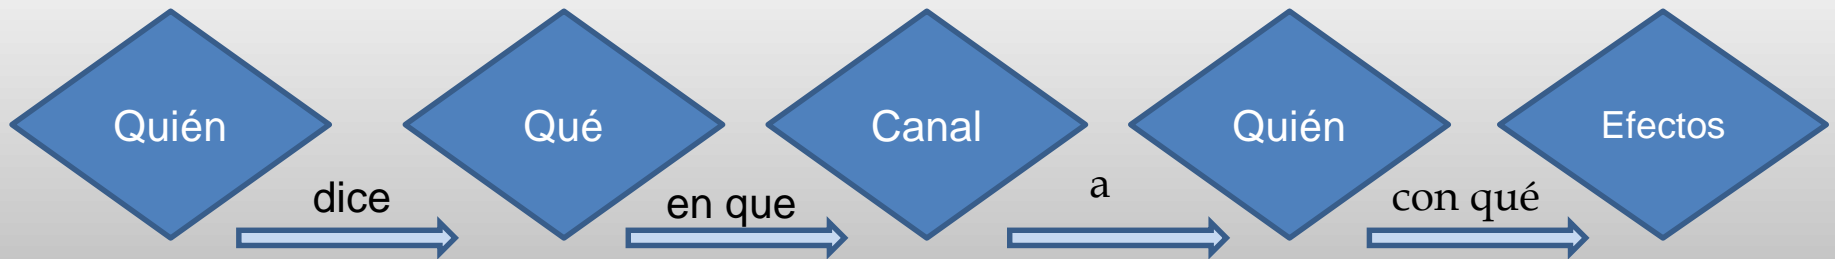 Quién
dice
Qué
en que
Canal
a
Quién
con qué
Efectos